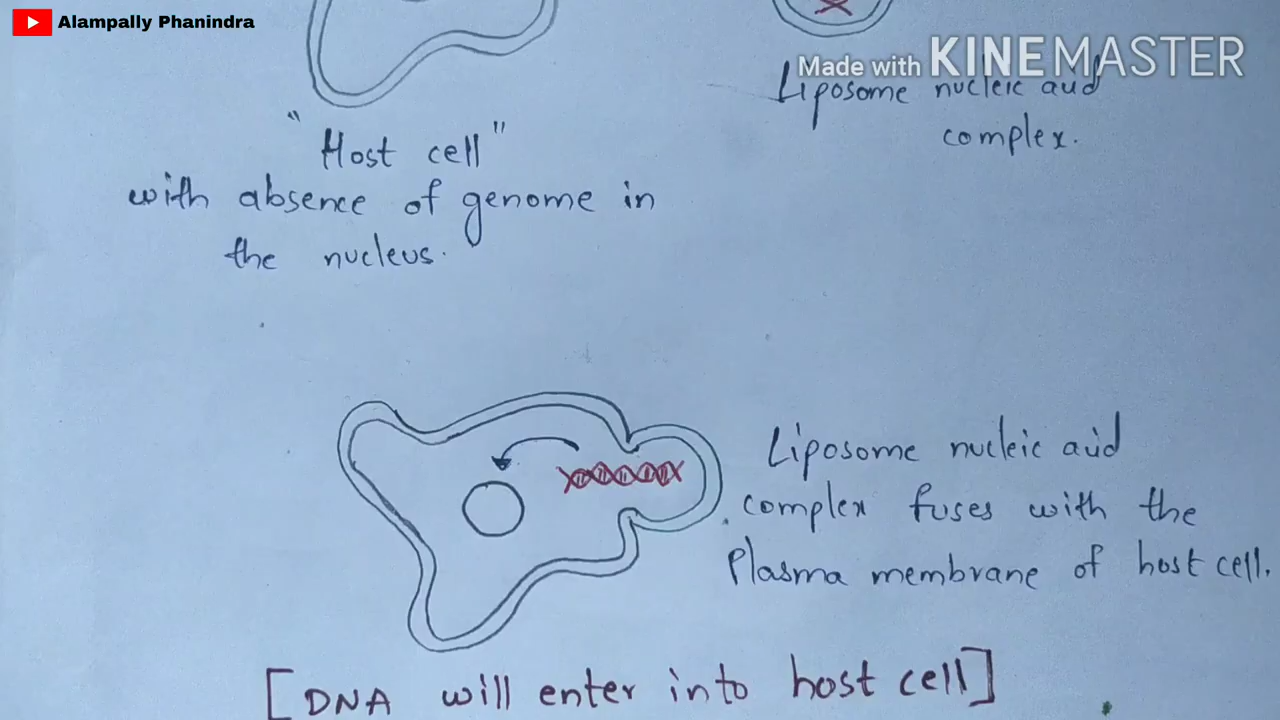 Alampally Phanindra
Made with KINEMASTER
Liposome nucleic acid
complex.
"Host cell"
with absence of genome in
the nucleus.
Liposome nucleic acid
complex fuses with the
Plasma membrane of host cell.
[DNA will enter into host cell]